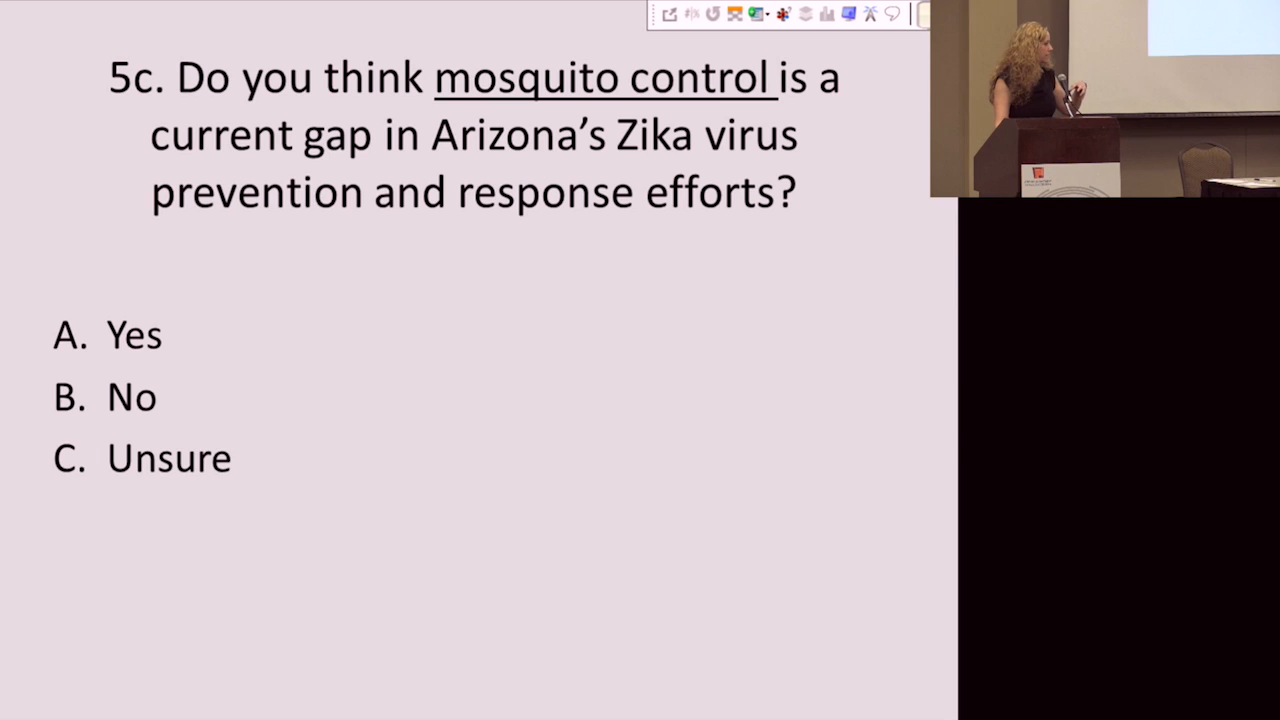 5c. Do you think mosquito control is a
current gap in Arizona's Zika virus
prevention and response efforts?
A. Yes
B. No
C. Unsure